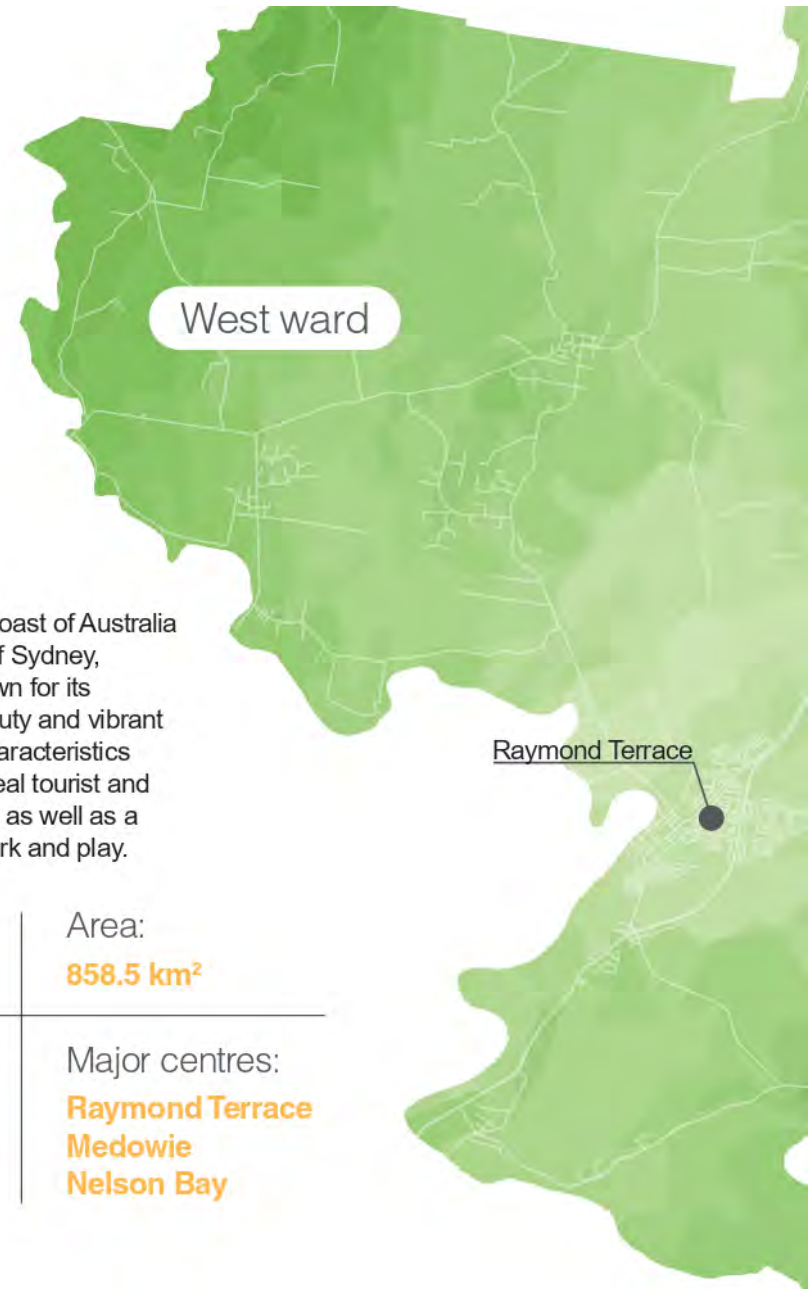 West ward
oast of Australia
f Sydney,
wn for its
uty and vibrant
aracteristics
eal tourist and
as well as a
rk and play.
Raymond Terrace
Area:
858.5 km²
Major centres:
Raymond Terrace
Medowie
Nelson Bay